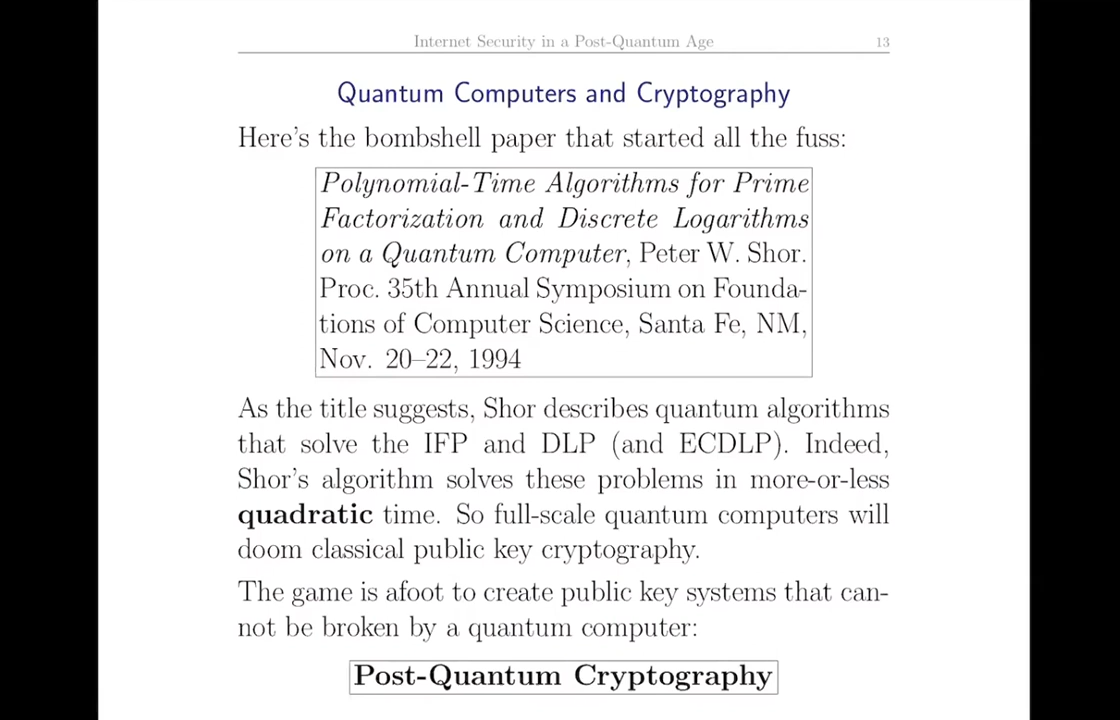 Internet Security in a Post-Quantum Age 13
Quantum Computers and Cryptography
Here's the bombshell paper that started all the fuss:
Polynomial-Time Algorithms for Prime
Factorization and Discrete Logarithms
on a Quantum Computer, Peter W. Shor.
Proc. 35th Annual Symposium on Founda-
tions of Computer Science, Santa Fe, NM,
Nov. 20–22, 1994
As the title suggests, Shor describes quantum algorithms
that solve the IFP and DLP (and ECDLP). Indeed,
Shor's algorithm solves these problems in more-or-less
quadratic time. So full-scale quantum computers will
doom classical public key cryptography.
The game is afoot to create public key systems that can-
not be broken by a quantum computer:
Post-Quantum Cryptography